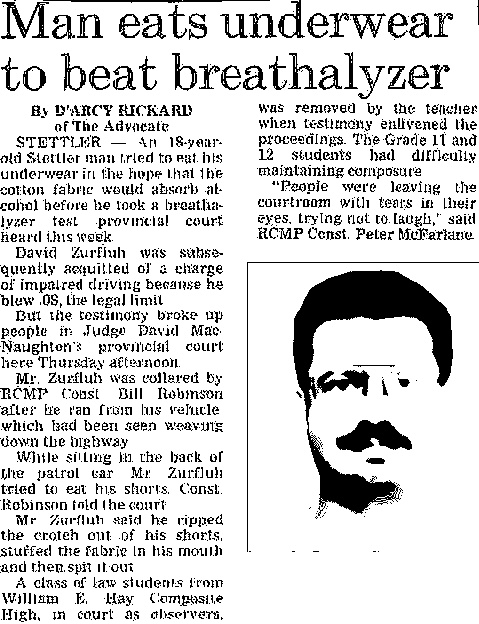 Man eats underwear
to beat breathalyzer
By D'ARCY RICKARD
of The Advocate
STETTLER — An 18-year-
old Stettler man tried to eat his
underwear in the hope that the
cotton fabric would absorb al-
cohol before he took a breatha-
lyzer test provincial court
heard this week
David Zurfluh was subse-
quently acquitted of a charge
of impaired driving because he
blew .08, the legal limit
But the testimony broke up
people in Judge David Mac-
Naughton's provincial court
here Thursday afternoon
Mr. Zurfluh was collared by
RCMP Const Bill Robinson
after he ran from his vehicle
which had been seen weaving
down the highway
While sitting in the back of
the patrol car Mr Zurfluh
tried to eat his shorts, Const.
Robinson told the court
Mr Zurfluh said he ripped
the crotch out of his shorts,
stuffed the fabric in his mouth
and then spit it out
A class of law students from
William E. Hay Composite
High, in court as observers,
was removed by the teacher
when testimony enlivened the
proceedings. The Grade 11 and
12 students had difficulty
maintaining composure
"People were leaving the
courtroom with tears in their
eyes, trying not to laugh," said
RCMP Const. Peter McFarlane.